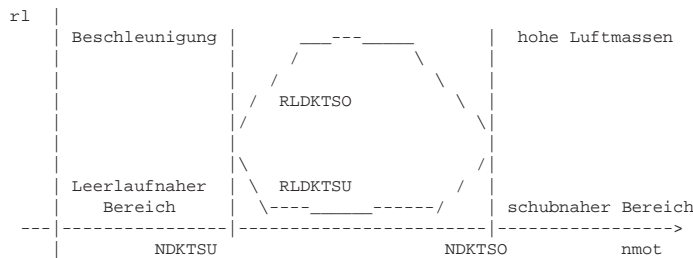 rl
Beschleunigung
hohe Luftmassen
RLDKTSO
Leerlaufnaher RLDKTSU
Bereich
schubnaher Bereich
NDKTSU NDKTSO nmot